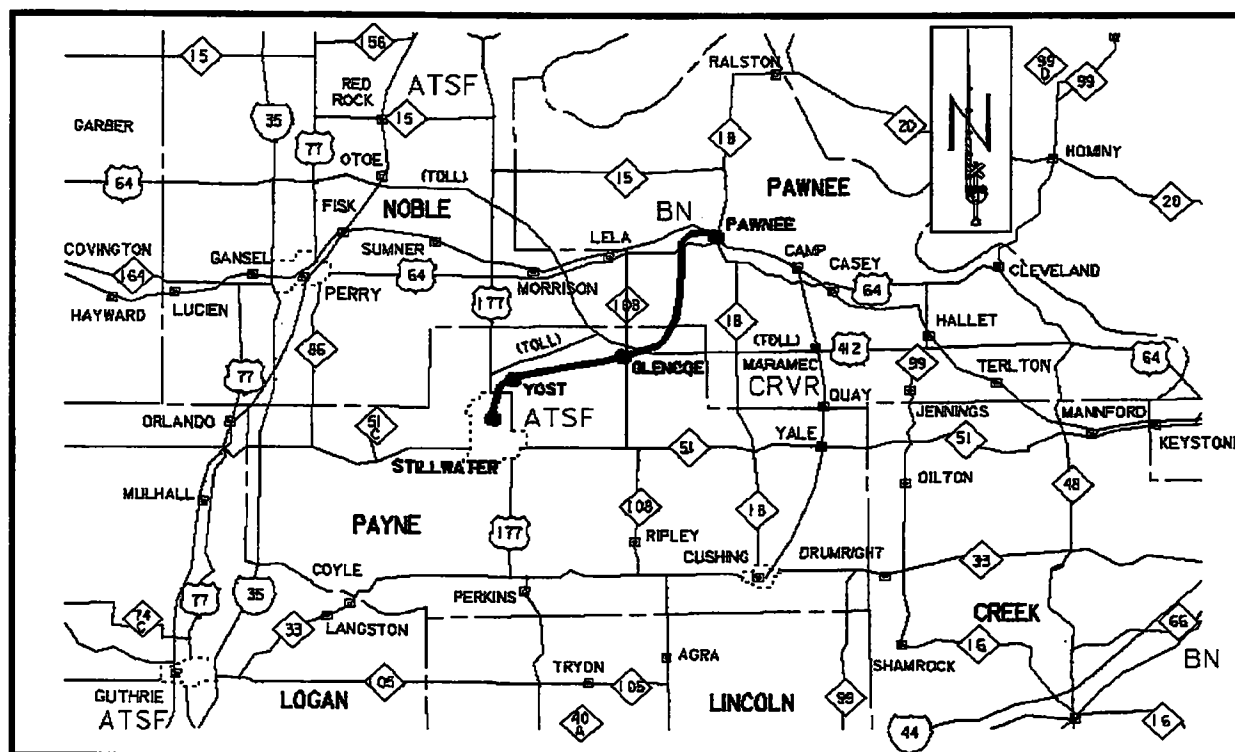 15
156
RED
ROCK
ATSF
RALSTON
99
D
99
GARBER
35
77
15
18
20
N
HOMINY
OTOE
64
(TOLL)
15
PAWNEE
20
FISK
NOBLE
BN
PAWNEE
COVINGTON
164
GANSEL
SUMNER
LELA
CAMP
CASEY
CLEVELAND
64
MORRISON
64
HAYWARD
LUCIEN
PERRY
177
108
18
HALLET
86
(TOLL)
(TOLL)
412
64
77
GLENCOE
MARAMEC
99
TERLTON
YOST
CRVR
QUAY
JENNINGS
MANNFORD
ORLANDO
51
C
ATSF
YALE
51
KEYSTONE
STILLWATER
51
MULHALL
OILTON
48
PAYNE
177
108
18
RIPLEY
COYLE
CUSHING
DRUMRIGHT
33
77
35
PERKINS
CREEK
74
C
33
LANGSTON
66
16
TRYON
AGRA
SHAMROCK
BN
GUTHRIE
05
105
LOGAN
LINCOLN
99
ATSF
40
A
44
16